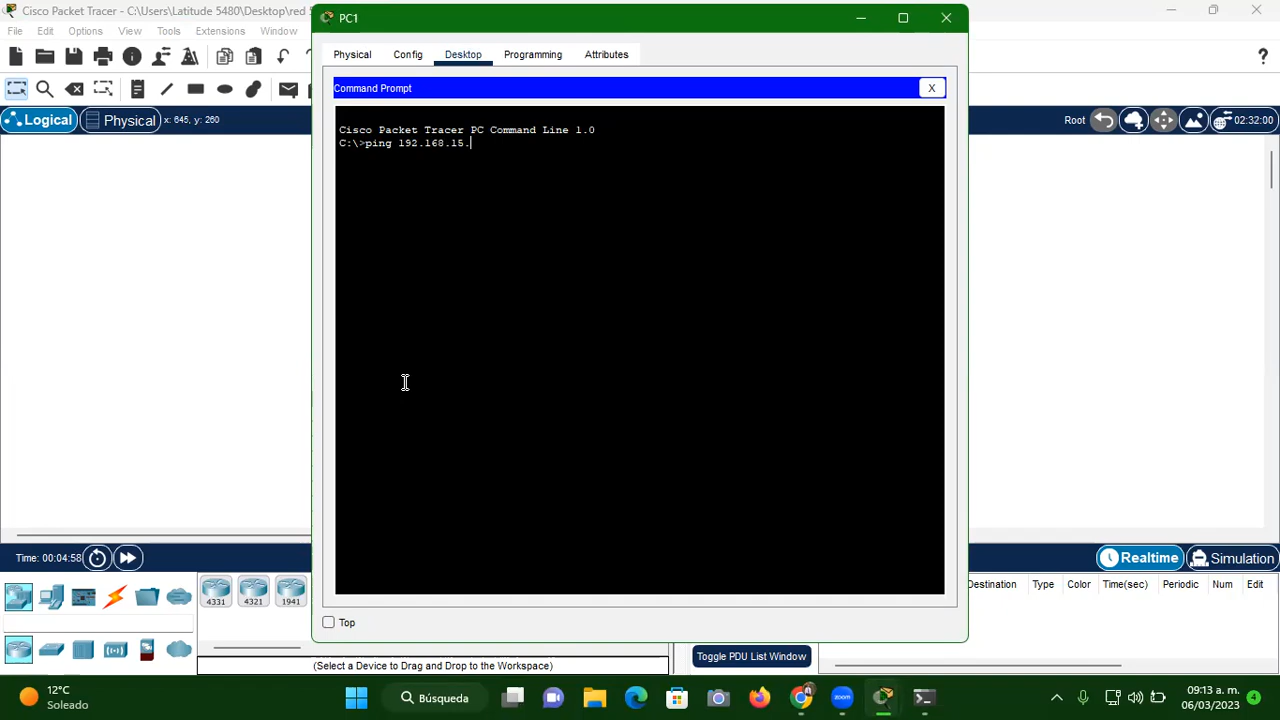 Cisco Packet Tracer - C:\Users\Latitude 5480\Desktop\red 5
PC1
File Edit Options View Tools Extensions Window
Physical Config Desktop Programming Attributes
?
Command Prompt
X
Logical Physical x: 645, y: 260
Root 02:32:00
Cisco Packet Tracer PC Command Line 1.0
C:\>ping 192.168.15.
Time: 00:04:58
Realtime Simulation
4331 4321 1941
Destination Type Color Time(sec) Periodic Num Edit
Top
(Select a Device to Drag and Drop to the Workspace)
Toggle PDU List Window
12°C
Soleado
Búsqueda
09:13 a. m.
06/03/2023
4